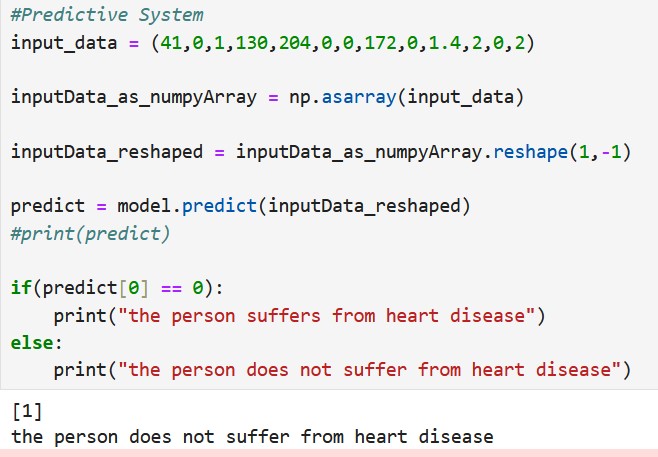 #Predictive System
input_data = (41,0,1,130,204,0,0,172,0,1.4,2,0,2)
inputData_as_numpyArray = np.asarray(input_data)
inputData_reshaped = inputData_as_numpyArray.reshape(1,-1)
predict = model.predict(inputData_reshaped)
#print(predict)
if(predict[0] == 0):
    print("the person suffers from heart disease")
else:
    print("the person does not suffer from heart disease")
[1]
the person does not suffer from heart disease